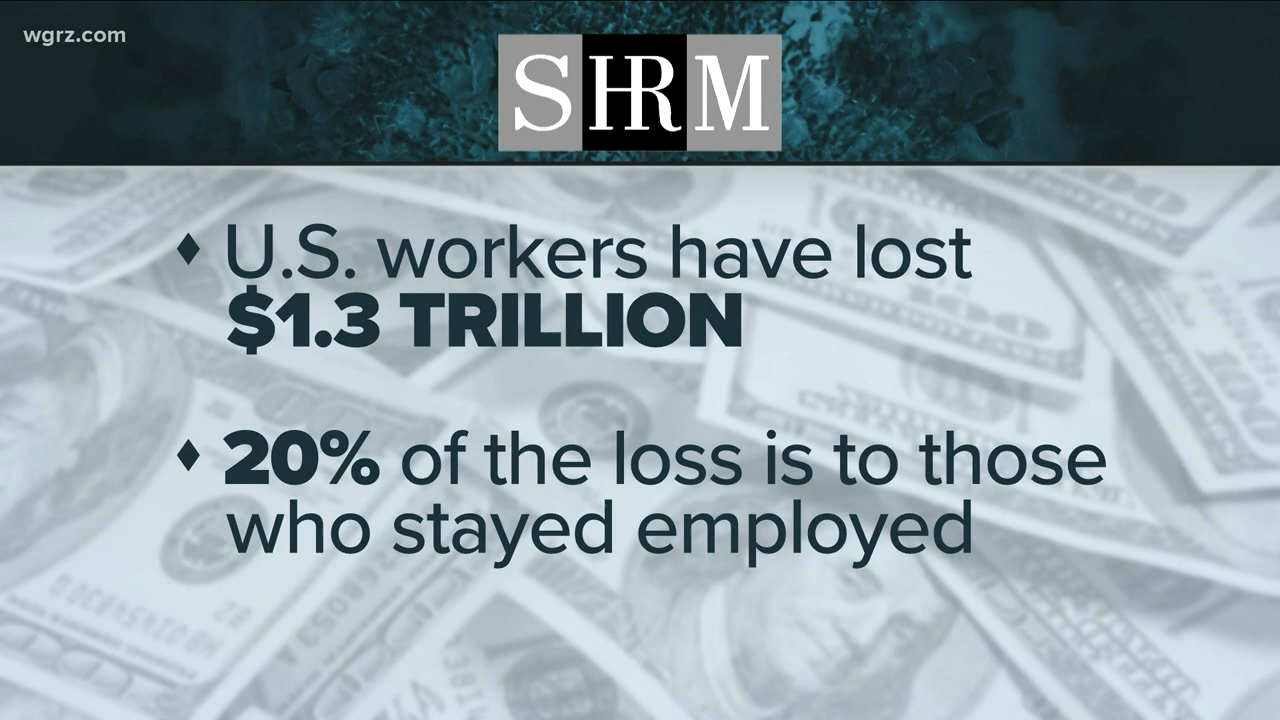 wgrz.com
SHRM
♦ U.S. workers have lost
$1.3 TRILLION
♦ 20% of the loss is to those
who stayed employed